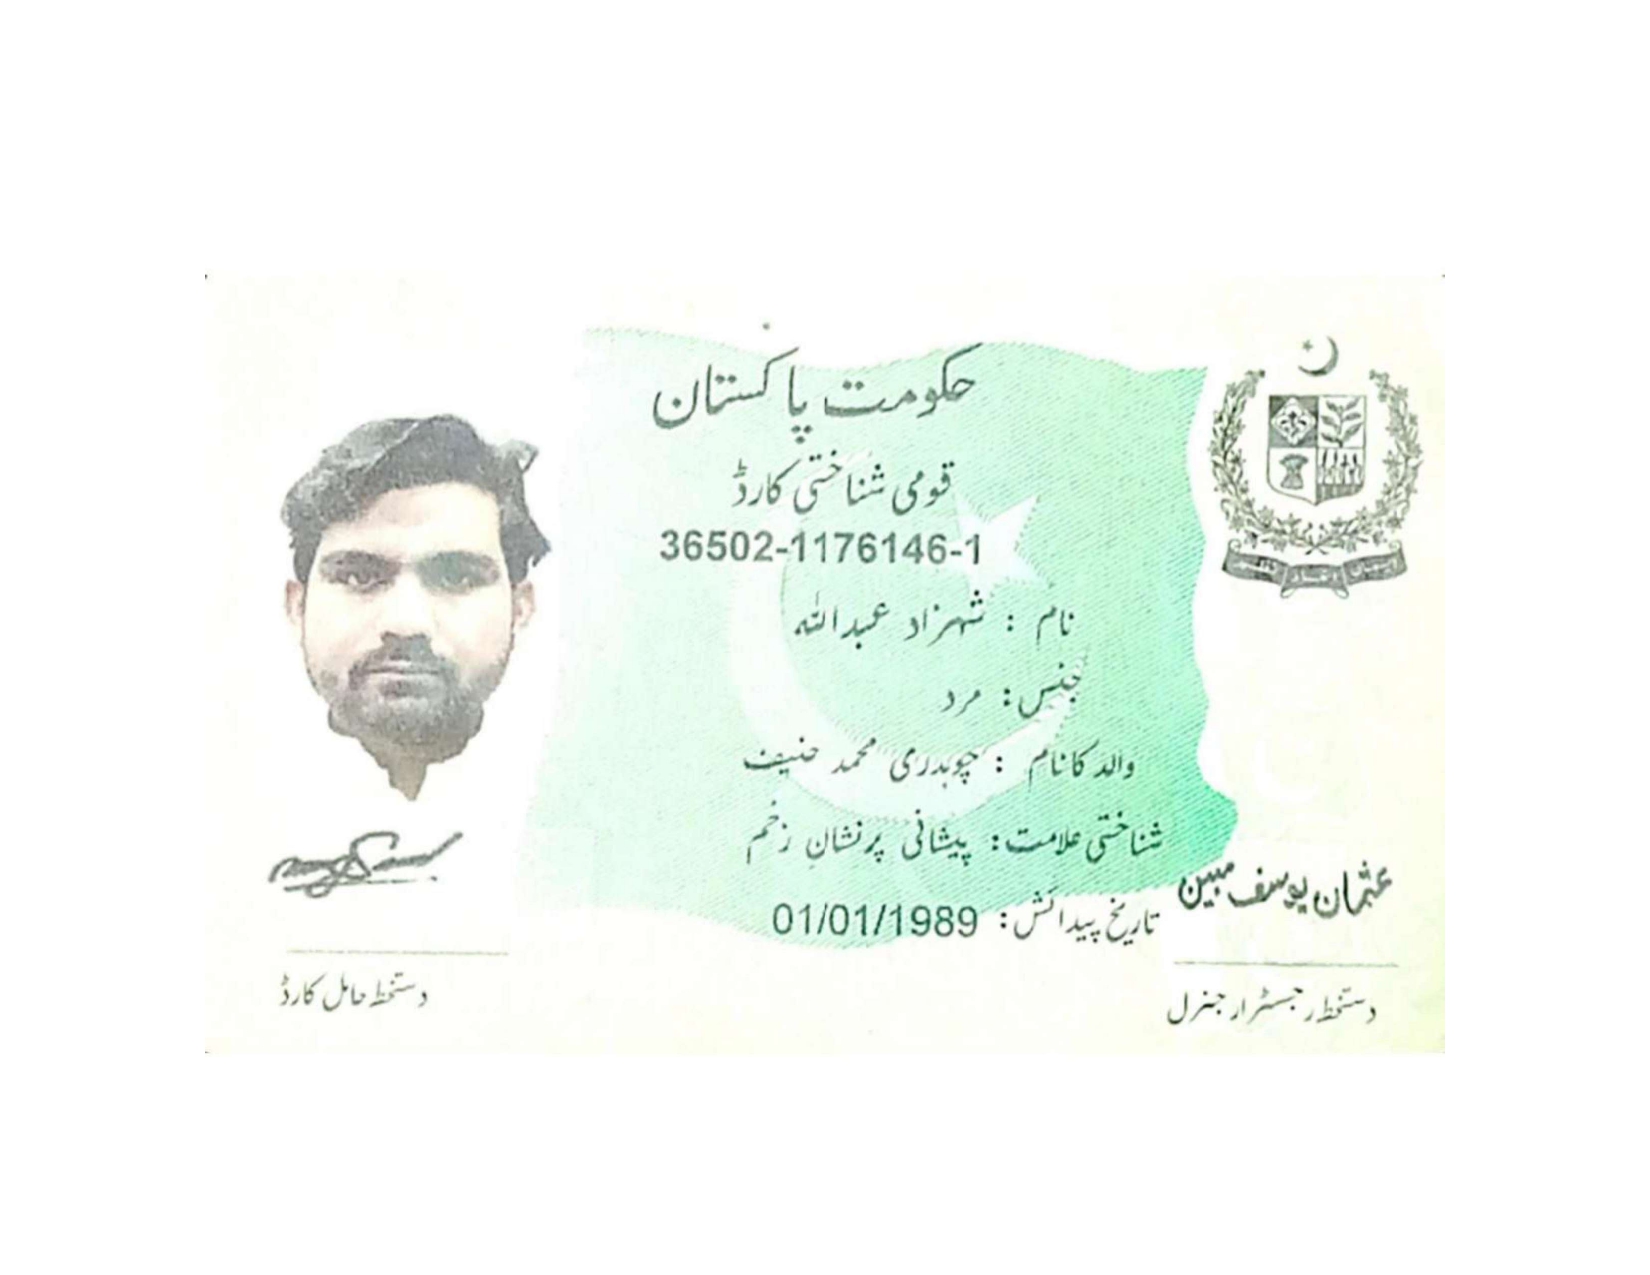 حکومت پاکستان
قومی شناختی کارڈ
36502-1176146-1
نام : شہزاد عبداللہ
جنس : مرد
والد کا نام : چوہدری محمد حنیف
شناختی علامت : پیشانی پر نشان زخم
تاریخ پیدائش : 01/01/1989
عثمان یوسف مبین
دستخط رجسٹرار جنرل
دستخط حامل کارڈ